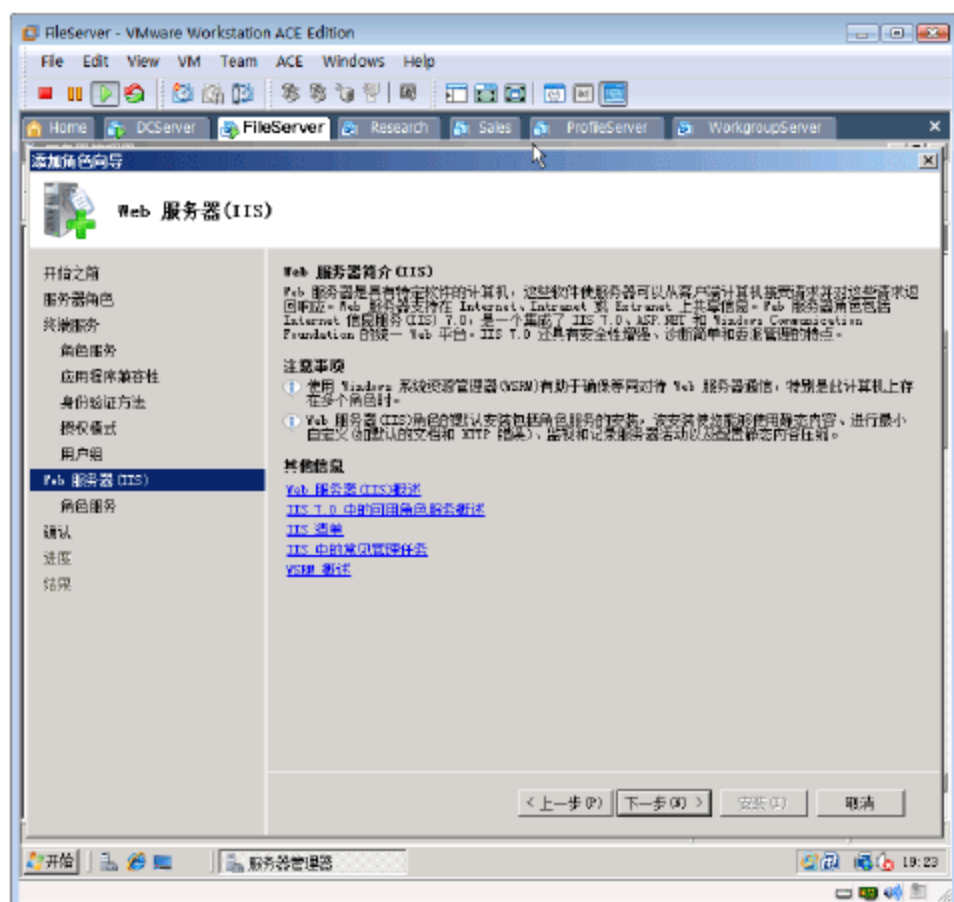 FileServer - VMware Workstation ACE Edition
File Edit View VM Team ACE Windows Help
Home DCServer FileServer Research Sales ProfileServer WorkgroupServer
添加角色向导
Web 服务器(IIS)
开始之前
服务器角色
终端服务
角色服务
应用程序兼容性
身份验证方法
授权模式
用户组
Web 服务器(IIS)
角色服务
确认
进度
结果
Web 服务器简介(IIS)
Web 服务器是具有特定软件的计算机，这些软件使服务器可以从客户端计算机接受请求并对这些请求返
回响应。Web 服务器支持在 Internet、Intranet 或 Extranet 上共享信息。Web 服务器角色包括
Internet 信息服务(IIS) 7.0，是一个集成了 IIS 7.0、ASP.NET 和 Windows Communication
Foundation 的统一 Web 平台。IIS 7.0 还具有安全性增强、诊断简单和委派管理的特点。
注意事项
使用 Windows 系统资源管理器(WSRM)有助于确保等同对待 Web 服务器通信，特别是此计算机上存
在多个角色时。
Web 服务器(IIS)角色的默认安装包括角色服务的安装，该安装使您能够使用静态内容、进行最小
自定义(如默认的文档和 HTTP 错误)、监视和记录服务器活动以及配置静态内容压缩。
其他信息
Web 服务器(IIS)概述
IIS 7.0 中的可用角色服务概述
IIS 清单
IIS 中的常见管理任务
WSRM 概述
< 上一步(P) 下一步(N) > 安装(I) 取消
开始 服务器管理器 19:23